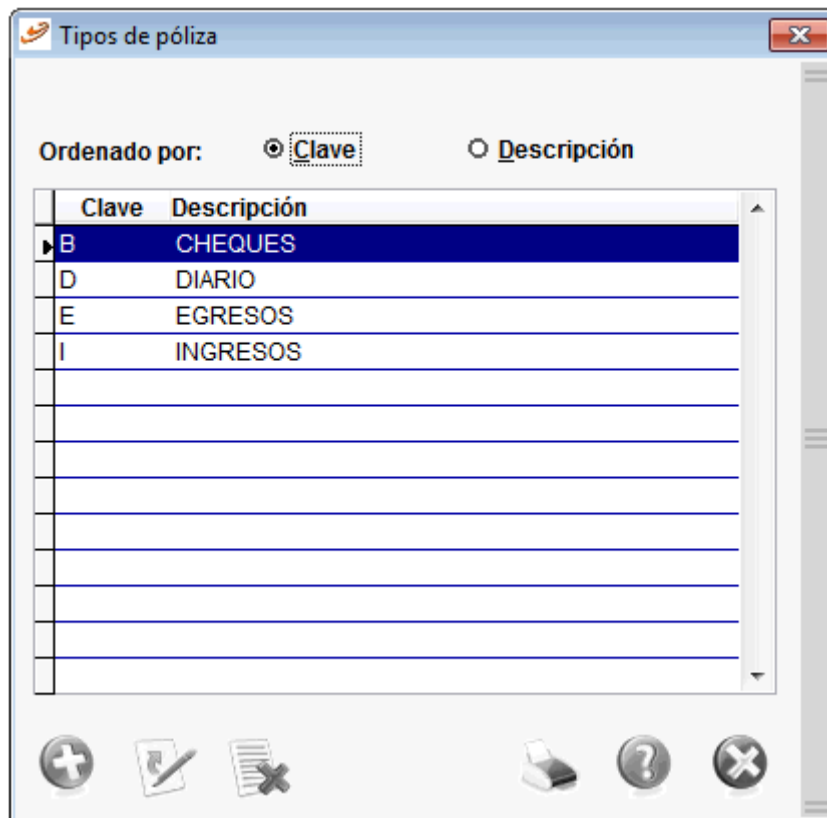 Tipos de póliza
Ordenado por: Clave Descripción
Clave Descripción
B CHEQUES
D DIARIO
E EGRESOS
I INGRESOS